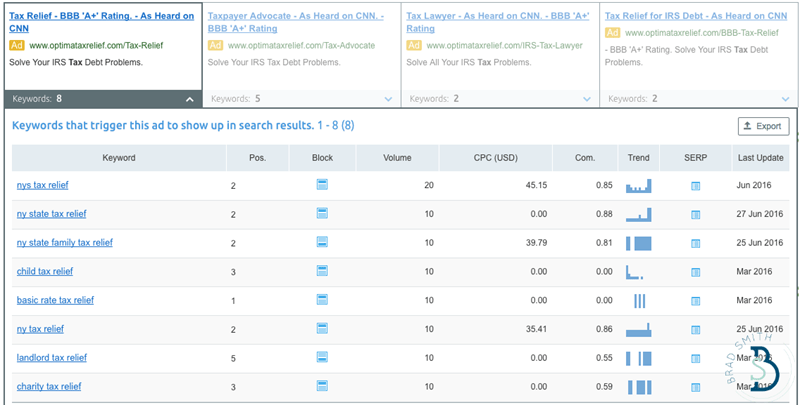 Tax Relief - BBB 'A+' Rating. - As Heard on
CNN
Ad www.optimataxrelief.com/Tax-Relief
Solve Your IRS Tax Debt Problems.
Keywords: 8
Taxpayer Advocate - As Heard on CNN. -
BBB 'A+' Rating
Ad www.optimataxrelief.com/Tax-Advocate
Solve Your IRS Tax Debt Problems.
Keywords: 5
Tax Lawyer - As Heard on CNN. - BBB 'A+'
Rating
Ad www.optimataxrelief.com/IRS-Tax-Lawyer
Solve All Your IRS Tax Problems.
Keywords: 2
Tax Relief for IRS Debt - As Heard on CNN
Ad www.optimataxrelief.com/BBB-Tax-Relief
- BBB 'A+' Rating. Solve Your IRS Tax
Debt Problems.
Keywords: 2
Keywords that trigger this ad to show up in search results. 1 - 8 (8)
Export
Keyword Pos. Block Volume CPC (USD) Com. Trend SERP Last Update
nys tax relief 2 20 45.15 0.85 Jun 2016
ny state tax relief 2 10 0.00 0.88 27 Jun 2016
ny state family tax relief 2 10 39.79 0.81 25 Jun 2016
child tax relief 3 10 0.00 0.00 Mar 2016
basic rate tax relief 1 10 0.00 0.00 Mar 2016
ny tax relief 2 10 35.41 0.86 25 Jun 2016
landlord tax relief 5 10 0.00 0.55 Mar 2016
charity tax relief 3 10 0.00 0.59 Mar 2016
BRAD SMITH
B S